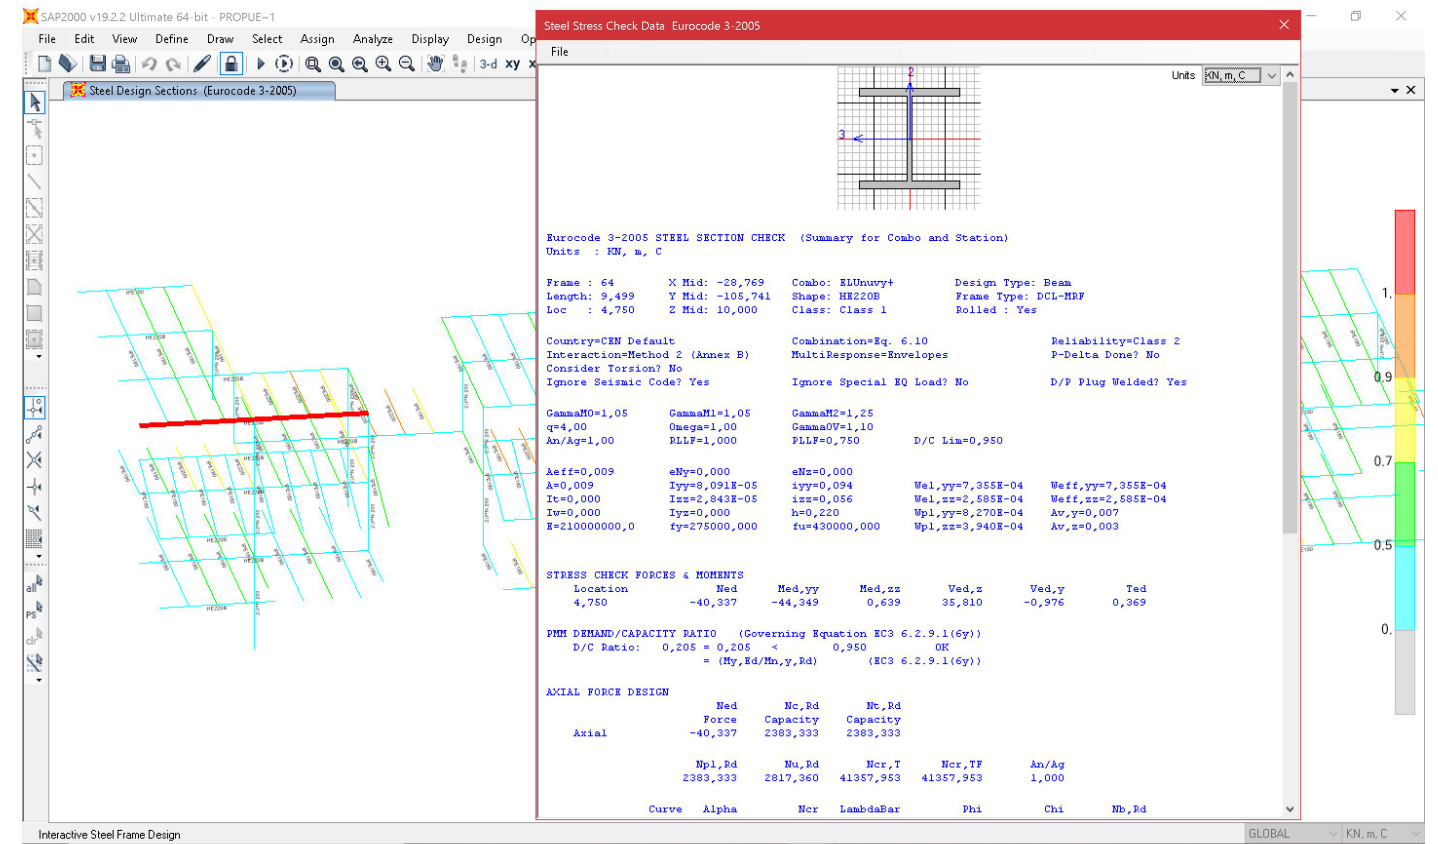 SAP2000 v19.2.2 Ultimate 64-bit - PROPUE~1
File Edit View Define Draw Select Assign Analyze Display Design Op
3-d xy x
Steel Design Sections (Eurocode 3-2005)
Steel Stress Check Data Eurocode 3-2005
File
Units KN, m, C
2
3
Eurocode 3-2005 STEEL SECTION CHECK (Summary for Combo and Station)
Units : KN, m, C
Frame : 64 X Mid: -28,769 Combo: ELUnuvy+ Design Type: Beam
Length: 9,499 Y Mid: -105,741 Shape: HE220B Frame Type: DCL-MRF
Loc : 4,750 Z Mid: 10,000 Class: Class 1 Rolled : Yes
Country=CEN Default Combination=Eq. 6.10 Reliability=Class 2
Interaction=Method 2 (Annex B) MultiResponse=Envelopes P-Delta Done? No
Consider Torsion? No
Ignore Seismic Code? Yes Ignore Special EQ Load? No D/P Plug Welded? Yes
GammaM0=1,05 GammaM1=1,05 GammaM2=1,25
q=4,00 Omega=1,00 GammaOV=1,10
An/Ag=1,00 RLLF=1,000 PLLF=0,750 D/C Lim=0,950
Aeff=0,009 eNy=0,000 eNz=0,000
A=0,009 Iyy=8,091E-05 iyy=0,094 Wel,yy=7,355E-04 Weff,yy=7,355E-04
It=0,000 Izz=2,843E-05 izz=0,056 Wel,zz=2,585E-04 Weff,zz=2,585E-04
Iw=0,000 Iyz=0,000 h=0,220 Wpl,yy=8,270E-04 Av,y=0,007
E=210000000,0 fy=275000,000 fu=430000,000 Wpl,zz=3,940E-04 Av,z=0,003
STRESS CHECK FORCES & MOMENTS
Location Ned Med,yy Med,zz Ved,z Ved,y Ted
4,750 -40,337 -44,349 0,639 35,810 -0,976 0,369
PMM DEMAND/CAPACITY RATIO (Governing Equation EC3 6.2.9.1(6y))
D/C Ratio: 0,205 = 0,205 < 0,950 OK
= (My,Ed/Mn,y,Rd) (EC3 6.2.9.1(6y))
AXIAL FORCE DESIGN
Ned Nc,Rd Nt,Rd
Force Capacity Capacity
Axial -40,337 2383,333 2383,333
Npl,Rd Nu,Rd Ncr,T Ncr,TF An/Ag
2383,333 2817,360 41357,953 41357,953 1,000
Curve Alpha Ncr LambdaBar Phi Chi Nb,Rd
1,
0,9
0,7
0,5
0,
all
PS
clr
Interactive Steel Frame Design
GLOBAL
KN, m, C